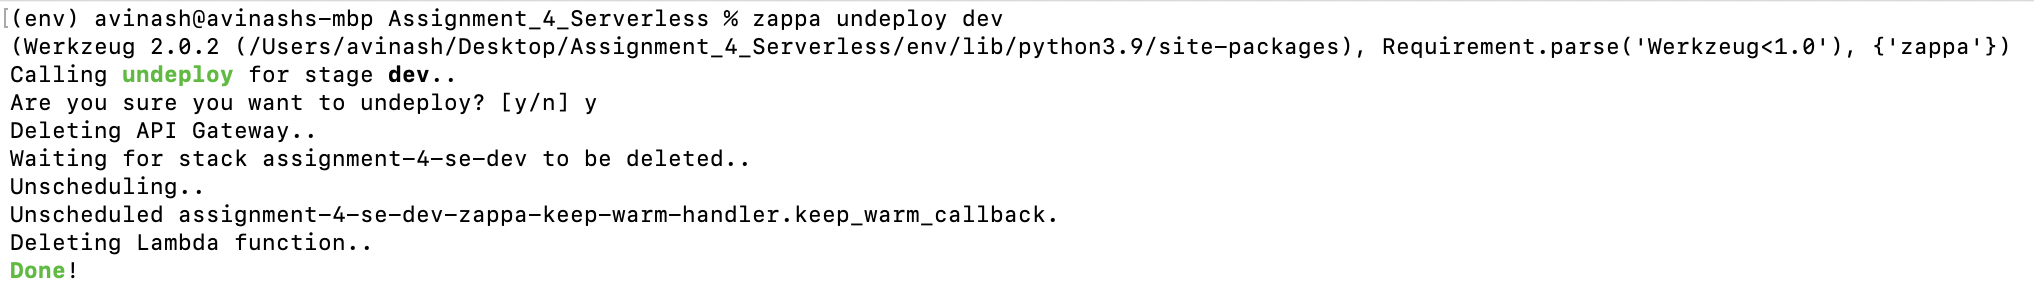 (env) avinash@avinashs-mbp Assignment_4_Serverless % zappa undeploy dev
(Werkzeug 2.0.2 (/Users/avinash/Desktop/Assignment_4_Serverless/env/lib/python3.9/site-packages), Requirement.parse('Werkzeug<1.0'), {'zappa'})
Calling undeploy for stage dev..
Are you sure you want to undeploy? [y/n] y
Deleting API Gateway..
Waiting for stack assignment-4-se-dev to be deleted..
Unscheduling..
Unscheduled assignment-4-se-dev-zappa-keep-warm-handler.keep_warm_callback.
Deleting Lambda function..
Done!